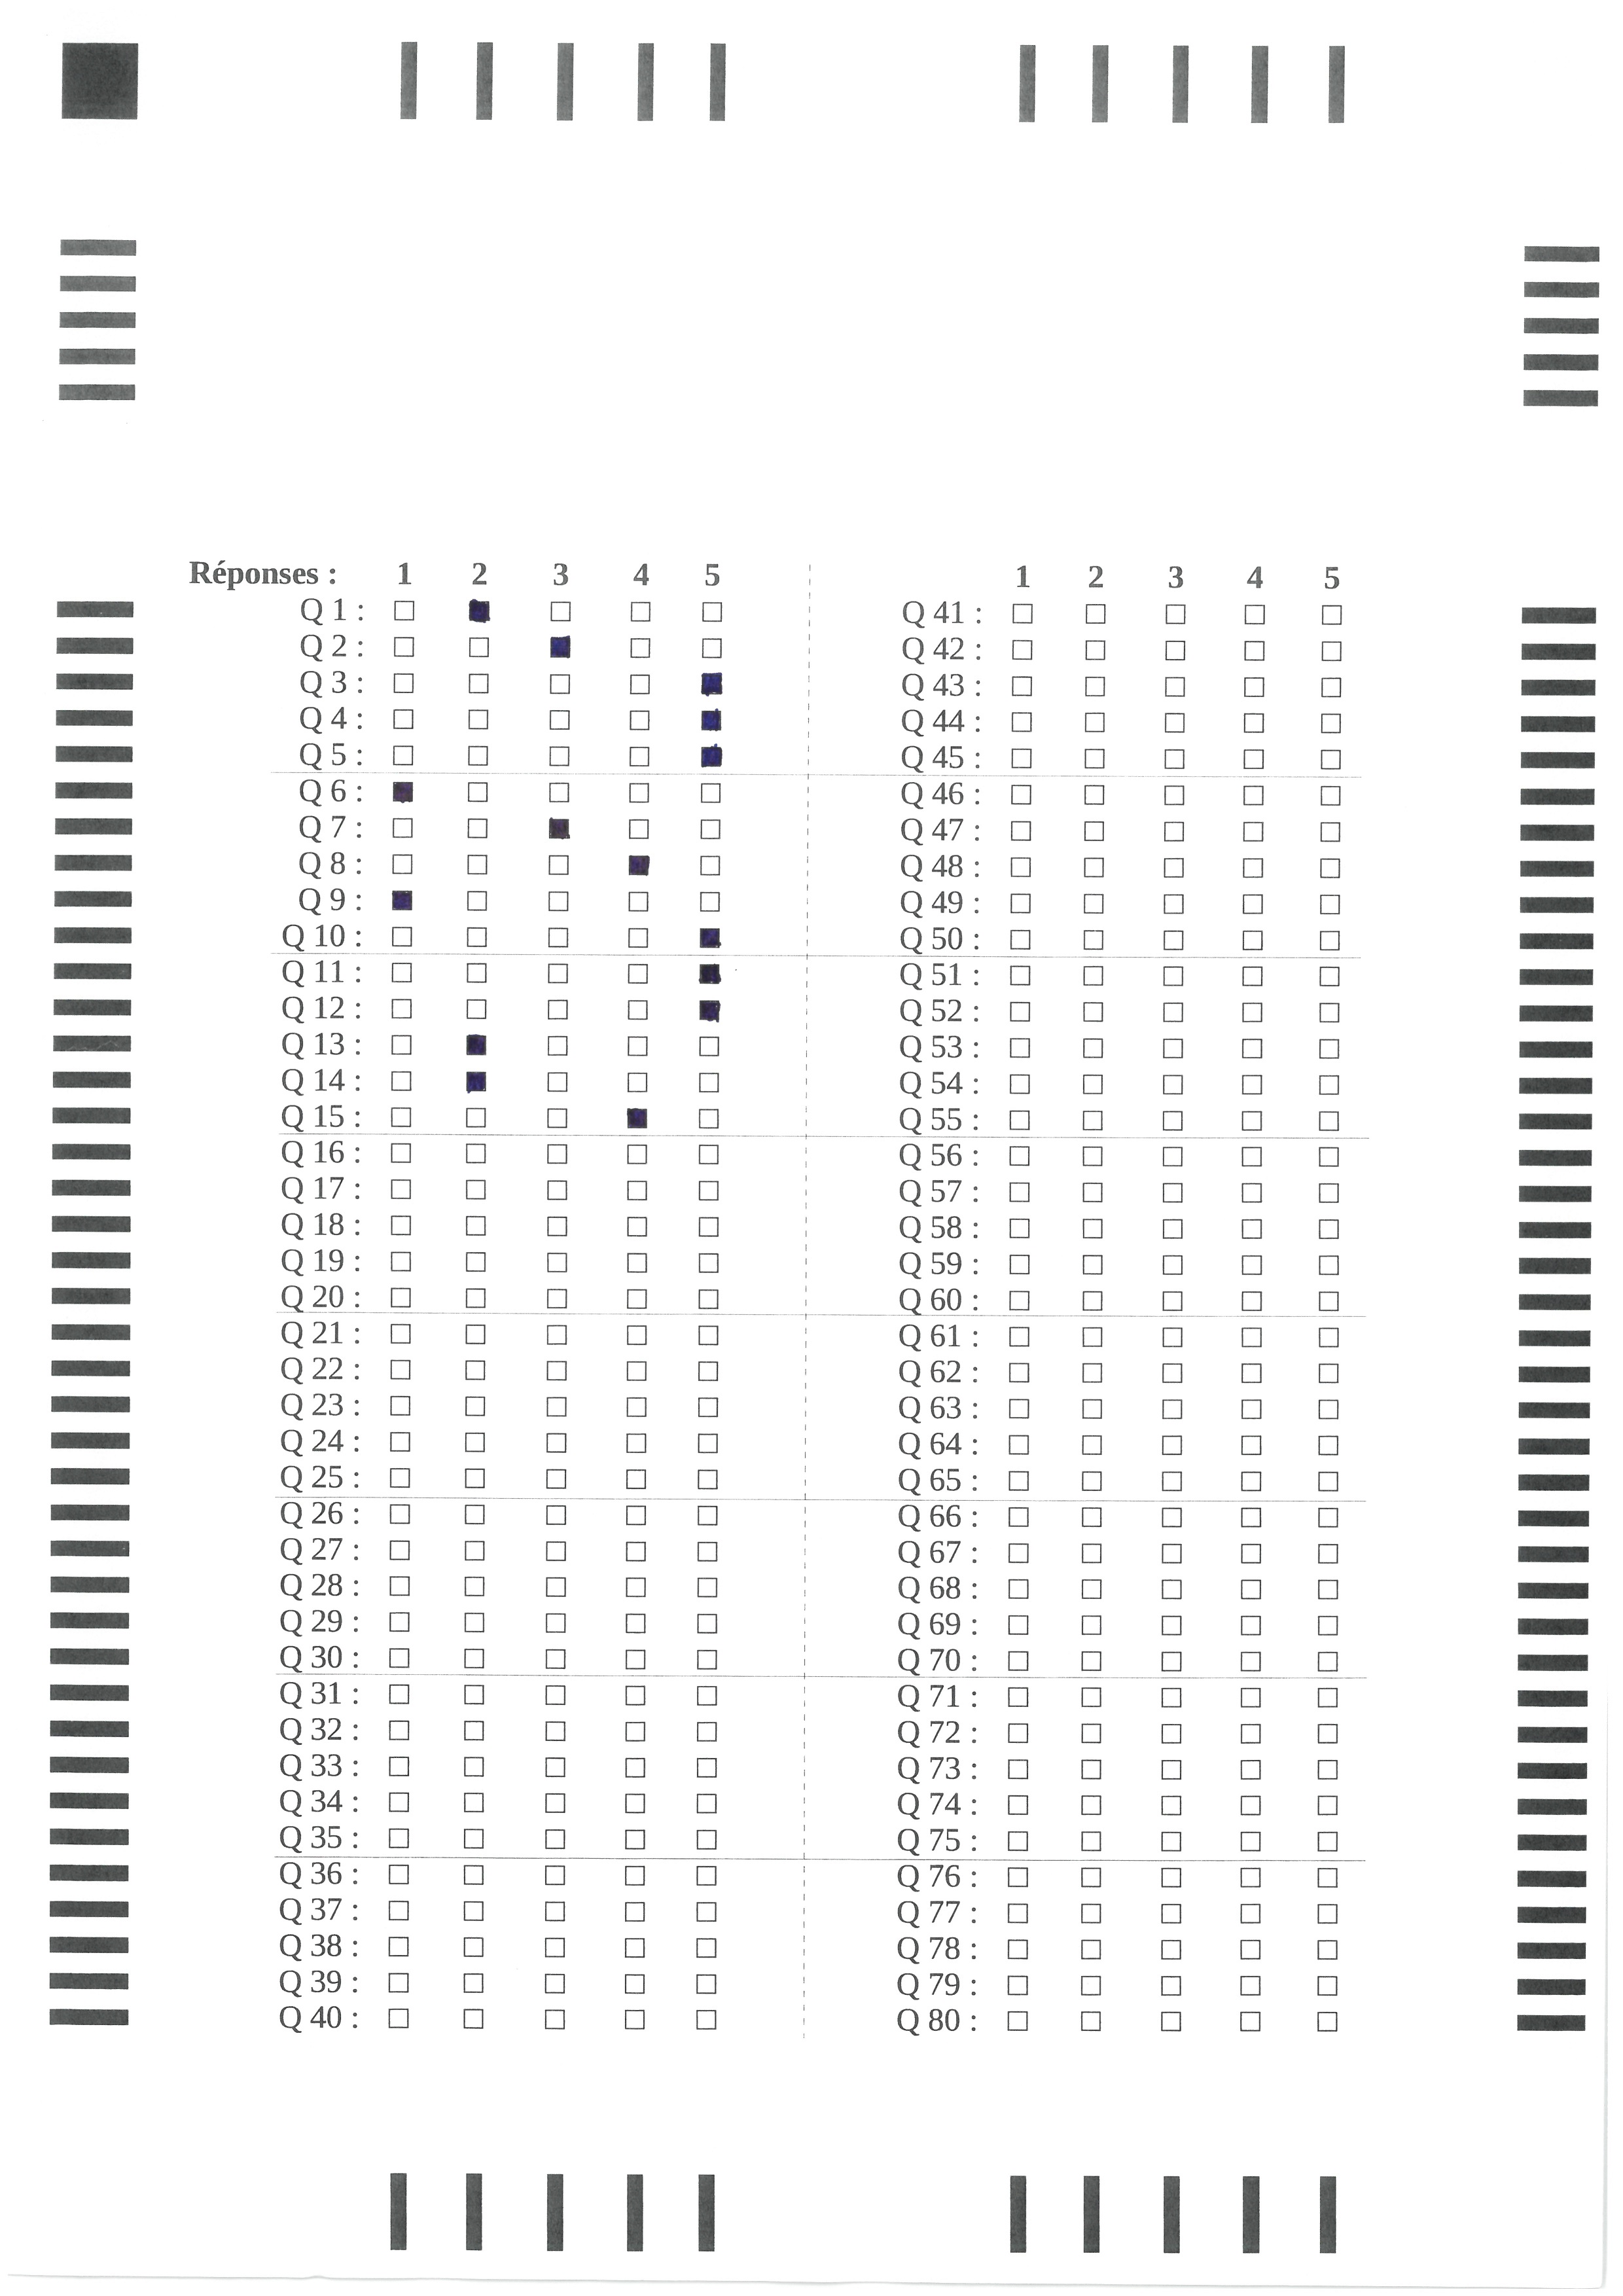 Réponses : 1 2 3 4 5
Q 1 :
Q 2 :
Q 3 :
Q 4 :
Q 5 :
Q 6 :
Q 7 :
Q 8 :
Q 9 :
Q 10 :
Q 11 :
Q 12 :
Q 13 :
Q 14 :
Q 15 :
Q 16 :
Q 17 :
Q 18 :
Q 19 :
Q 20 :
Q 21 :
Q 22 :
Q 23 :
Q 24 :
Q 25 :
Q 26 :
Q 27 :
Q 28 :
Q 29 :
Q 30 :
Q 31 :
Q 32 :
Q 33 :
Q 34 :
Q 35 :
Q 36 :
Q 37 :
Q 38 :
Q 39 :
Q 40 :
1 2 3 4 5
Q 41 :
Q 42 :
Q 43 :
Q 44 :
Q 45 :
Q 46 :
Q 47 :
Q 48 :
Q 49 :
Q 50 :
Q 51 :
Q 52 :
Q 53 :
Q 54 :
Q 55 :
Q 56 :
Q 57 :
Q 58 :
Q 59 :
Q 60 :
Q 61 :
Q 62 :
Q 63 :
Q 64 :
Q 65 :
Q 66 :
Q 67 :
Q 68 :
Q 69 :
Q 70 :
Q 71 :
Q 72 :
Q 73 :
Q 74 :
Q 75 :
Q 76 :
Q 77 :
Q 78 :
Q 79 :
Q 80 :